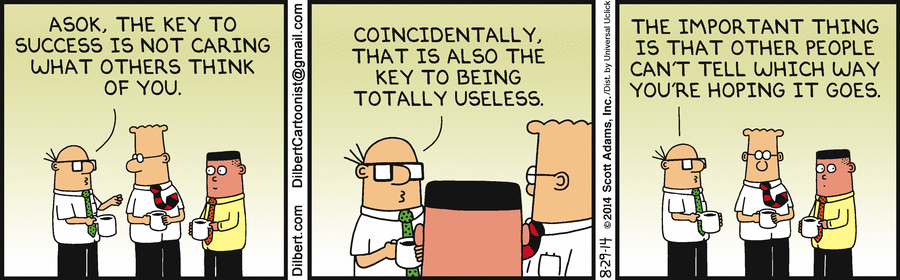 ASOK, THE KEY TO
SUCCESS IS NOT CARING
WHAT OTHERS THINK
OF YOU.
Dilbert.com DilbertCartoonist@gmail.com
COINCIDENTALLY,
THAT IS ALSO THE
KEY TO BEING
TOTALLY USELESS.
8-29-14 ©2014 Scott Adams, Inc. /Dist. by Universal Uclick
THE IMPORTANT THING
IS THAT OTHER PEOPLE
CAN'T TELL WHICH WAY
YOU'RE HOPING IT GOES.